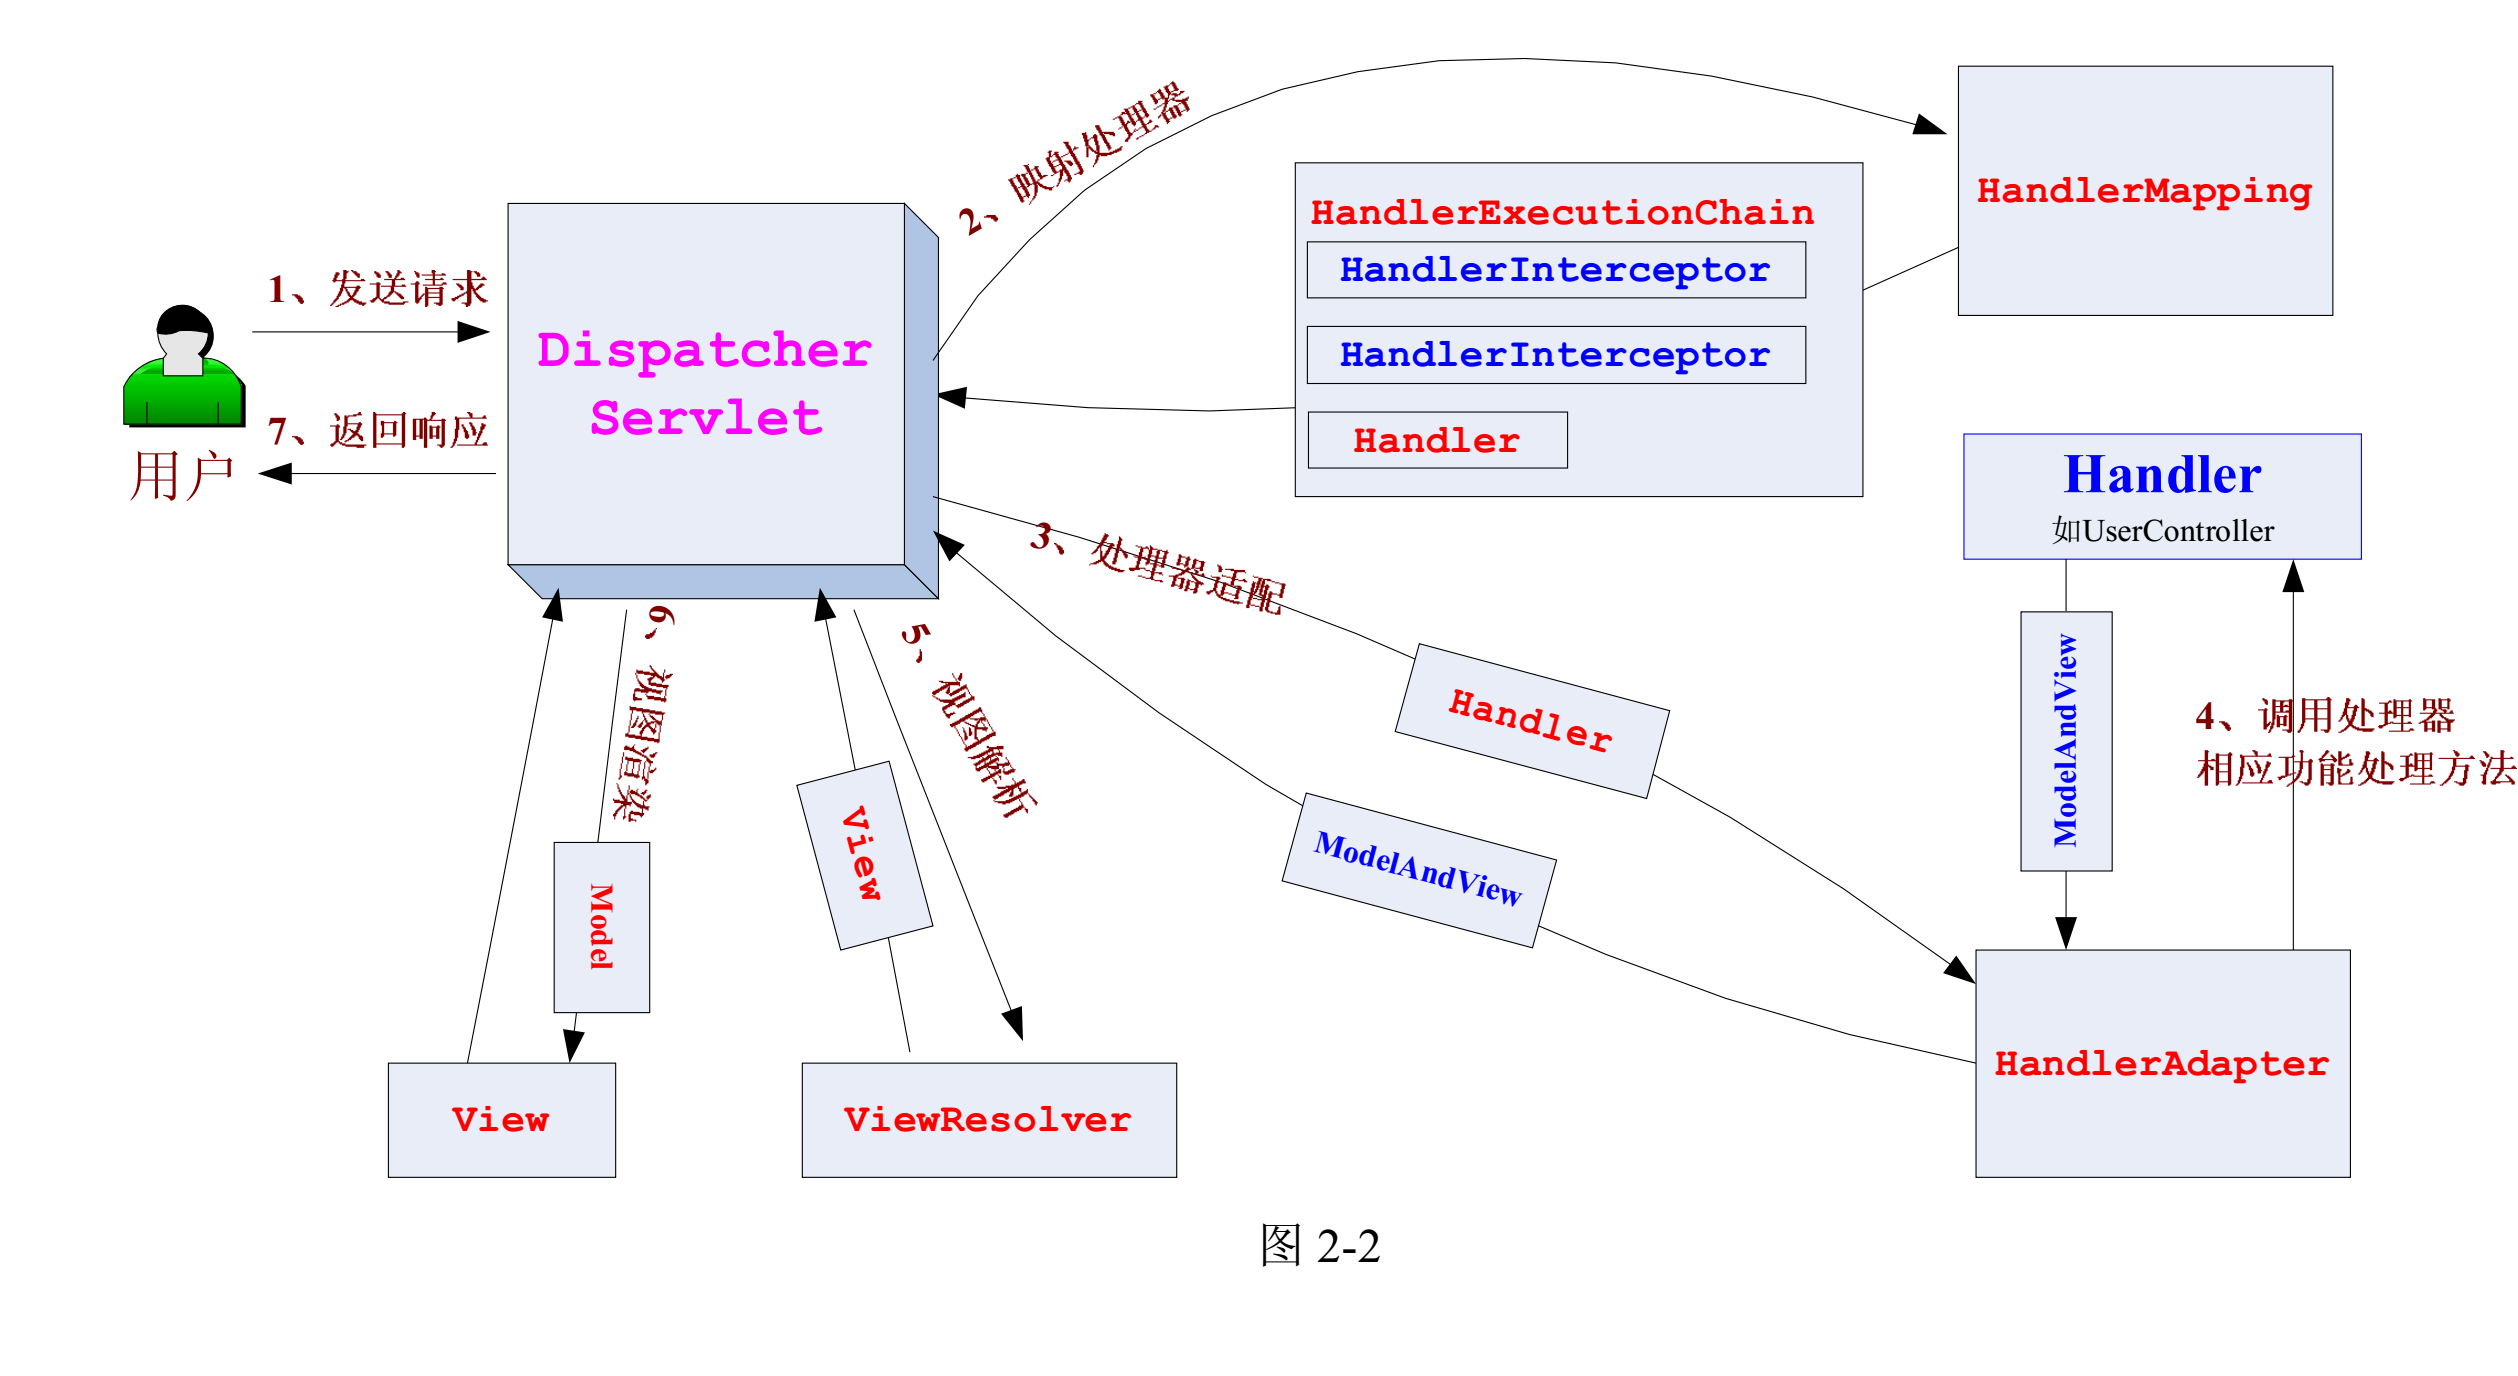 2、映射处理器
HandlerMapping
HandlerExecutionChain
HandlerInterceptor
HandlerInterceptor
Handler
1、发送请求
Dispatcher
Servlet
7、返回响应
用户
Handler
如UserController
3、处理器适配
Handler
ModelAndView
ModelAndView
4、调用处理器
相应功能处理方法
6、视图渲染
5、视图解析
Model
View
View
ViewResolver
HandlerAdapter
图 2-2